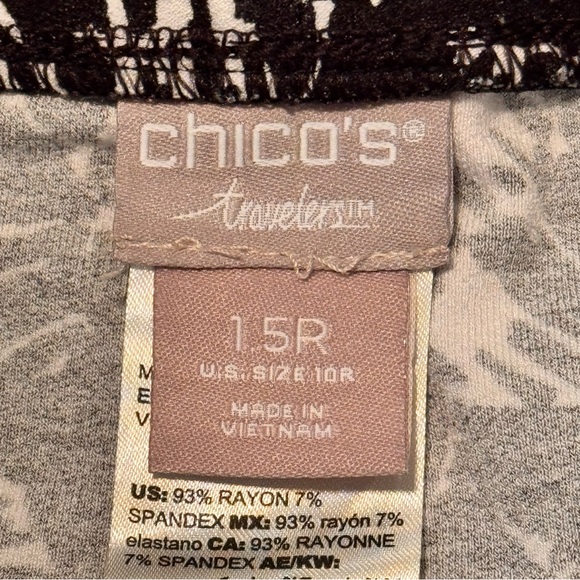 chico's®
travelers™
1.5R
U.S. SIZE 10R
MADE IN
VIETNAM
M
E
V
US: 93% RAYON 7%
SPANDEX MX: 93% rayón 7%
elastano CA: 93% RAYONNE
7% SPANDEX AE/KW: